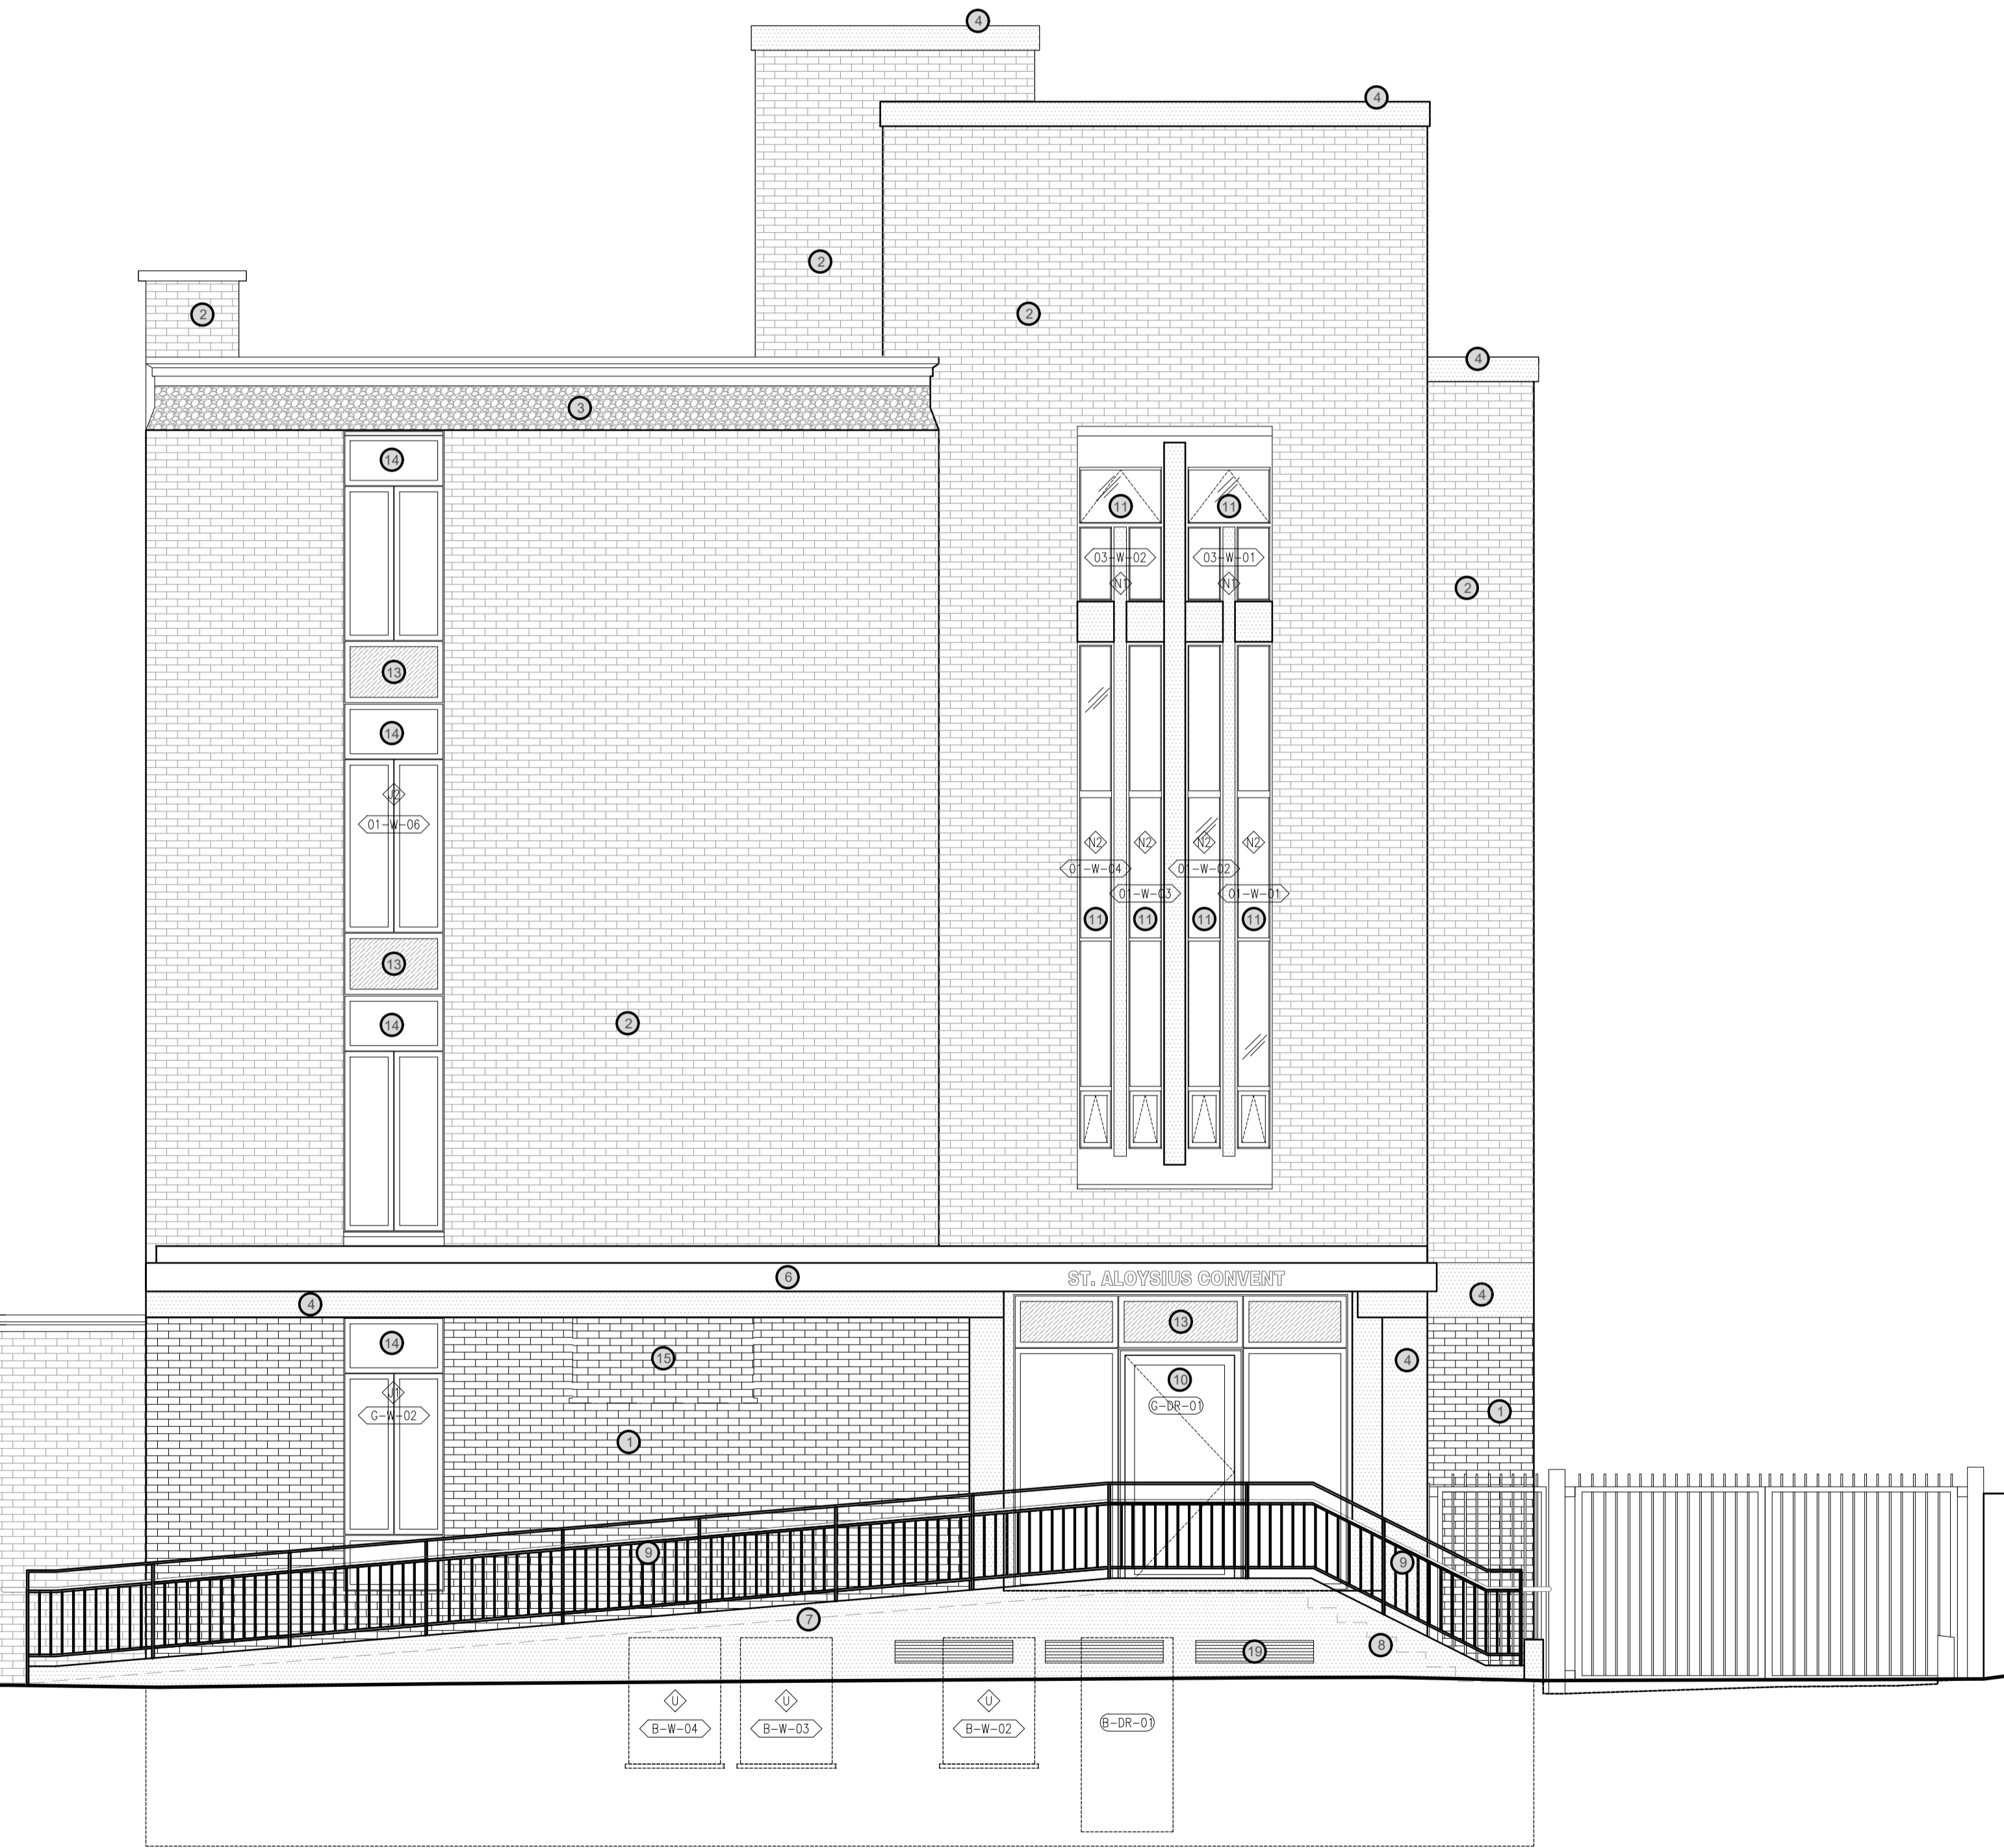 4
4
2
2
2
4
3
14
11
11
03-W-02
03-W-01
N1
N1
2
13
14
J2
01-W-06
N2
N2
N2
N2
01-W-04
01-W-02
01-W-03
01-W-01
11
11
11
11
13
2
14
6
ST. ALOYSIUS CONVENT
4
4
13
14
15
4
10
J1
G-DR-01
G-W-02
1
1
9
9
7
8
19
U
U
U
B-W-04
B-W-03
B-W-02
B-DR-01